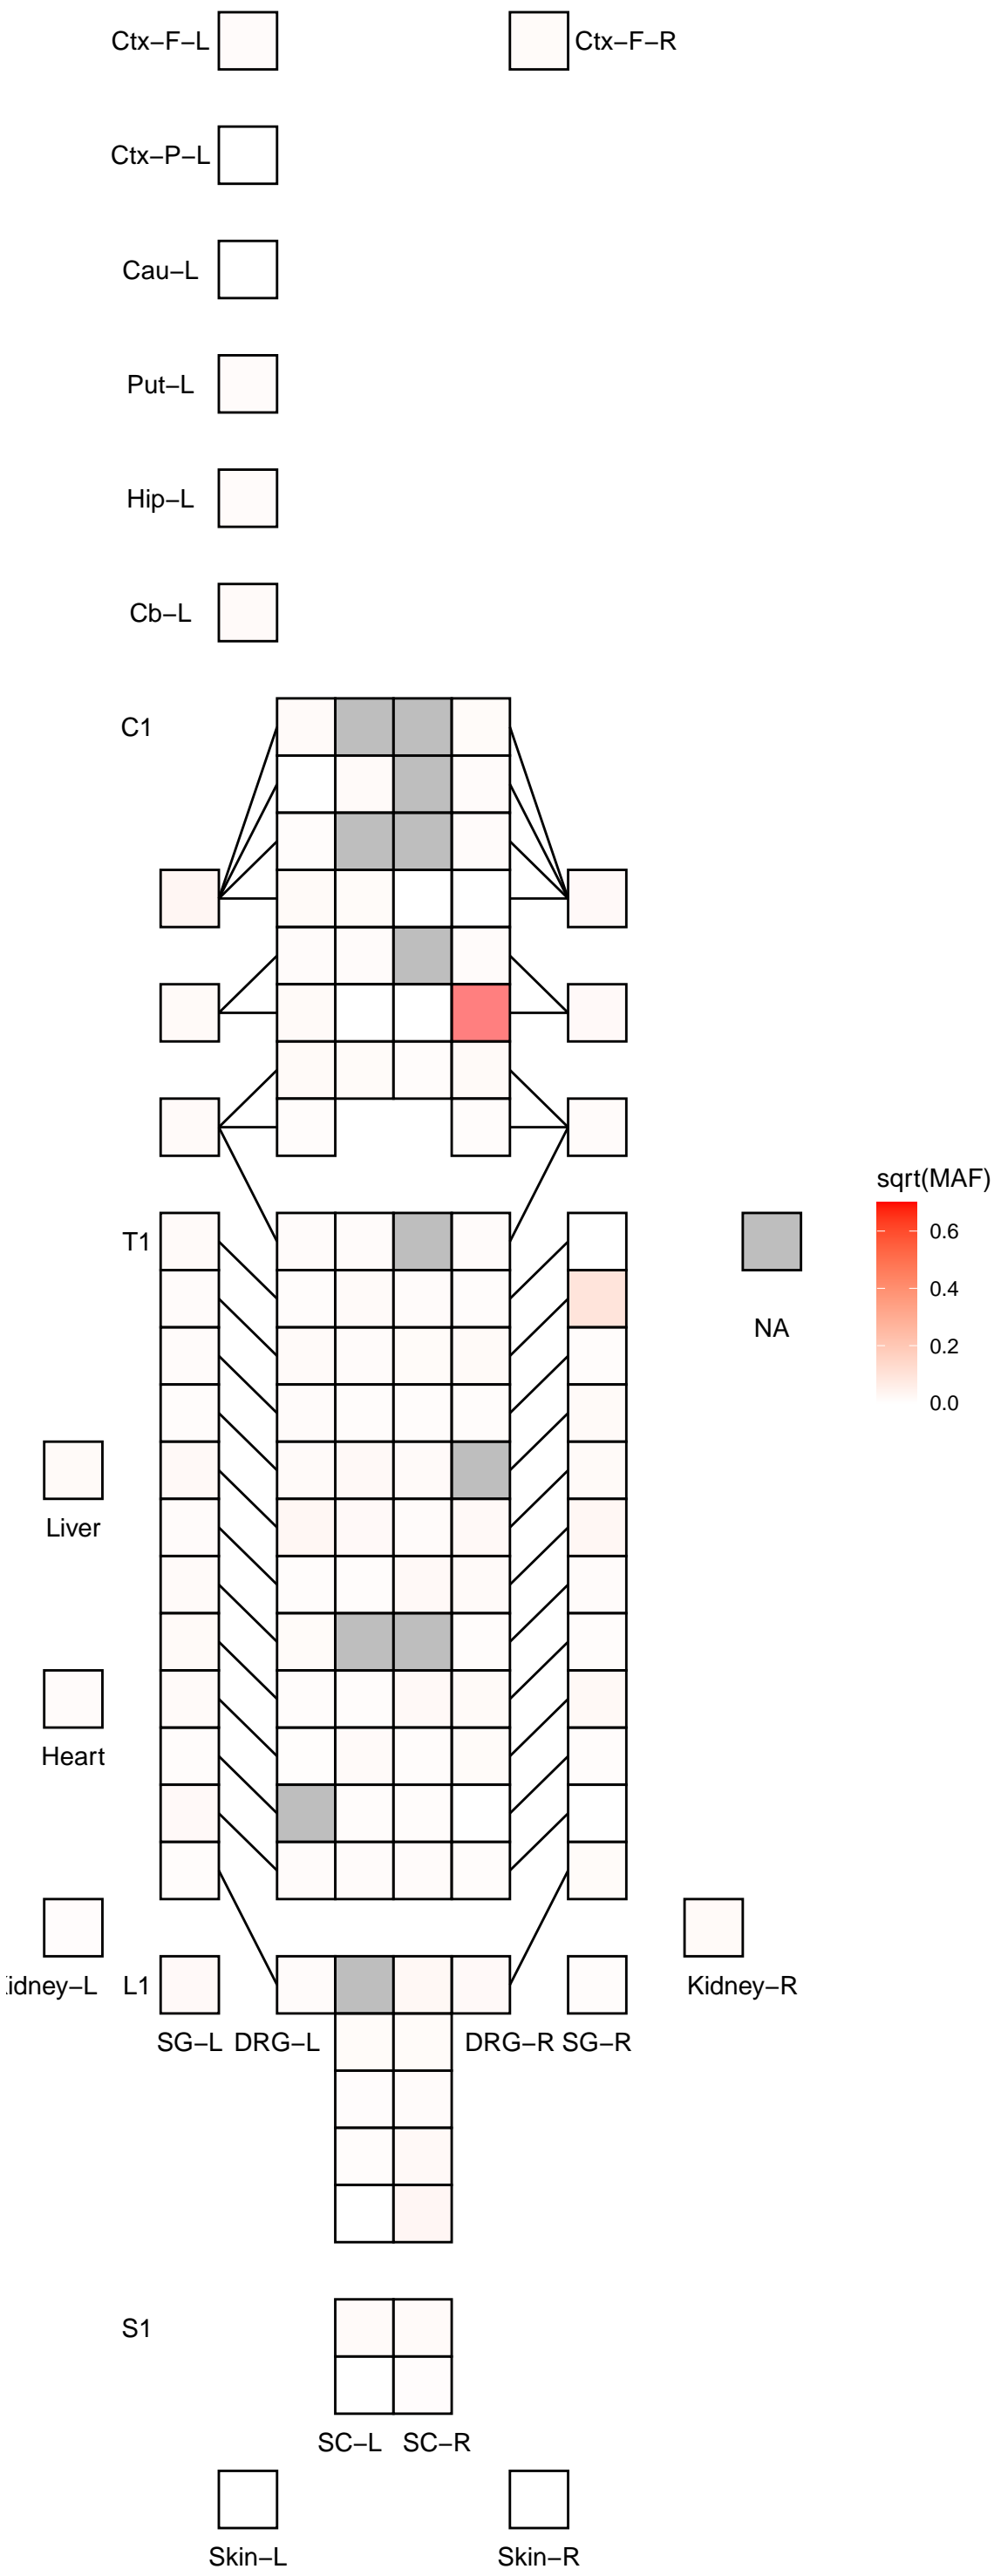 Ctx–F–L
Ctx–F–R
Ctx–P–L
Cau–L
Put–L
Hip–L
Cb–L
C1
sqrt(MAF)
T1
0.6
0.4
NA
0.2
0.0
Liver
Heart
idney–L
L1
Kidney–R
SG–L
DRG–L
DRG–R
SG–R
S1
SC–L
SC–R
Skin–L
Skin–R